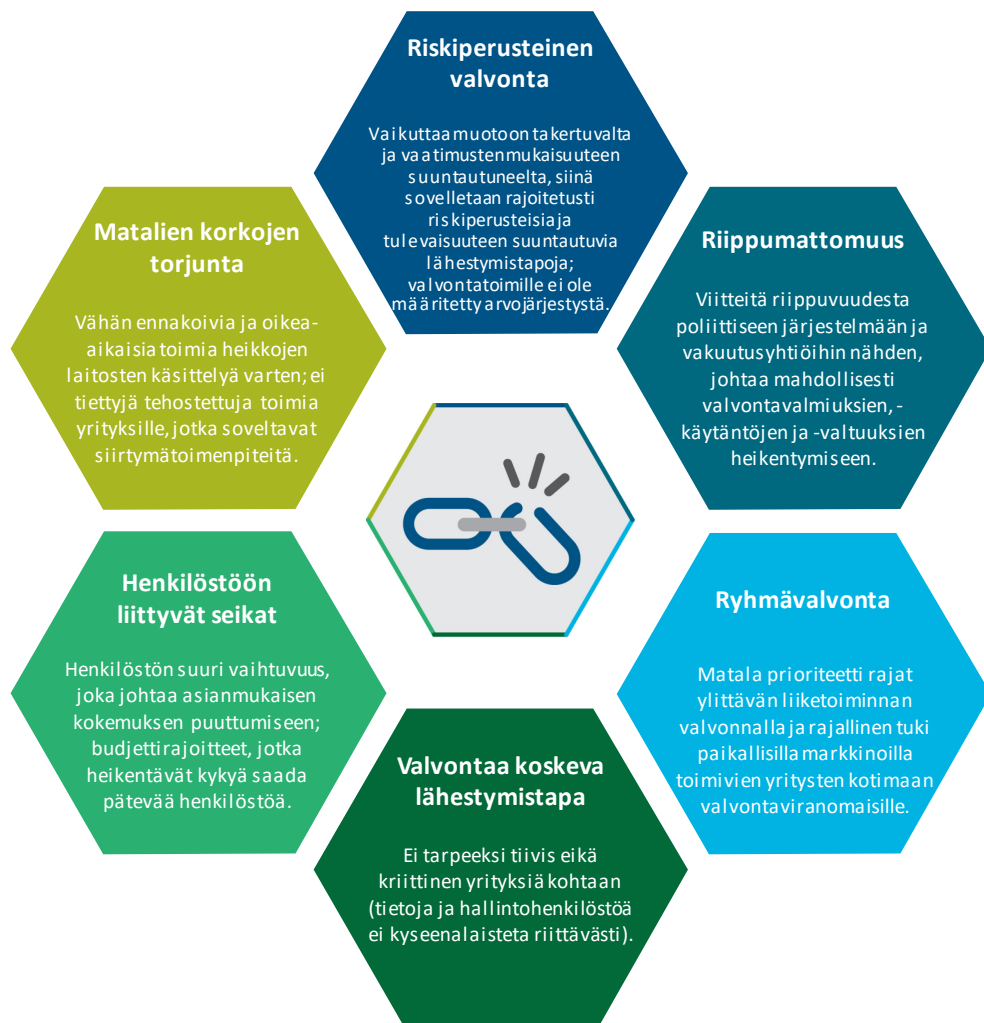 Riskiperusteinen
valvonta
Vaikuttaa muotoon takertuvalta
ja vaatimustenmukaisuuteen
suuntautuneelta, siinä
sovelletaan rajoitetusti
riskiperusteisia ja
tulevaisuuteen suuntautuvia
lähestymistapoja;
valvontatoimille ei ole
määritetty arvojärjestystä.
Matalien korkojen
torjunta
Vähän ennakoivia ja oikea-
aikaisia toimia heikkojen
laitosten käsittelyä varten; ei
tiettyjä tehostettuja toimia
yrityksille, jotka soveltavat
siirtymätoimenpiteitä.
Riippumattomuus
Viitteitä riippuvuudesta
poliittiseen järjestelmään ja
vakuutusyhtiöihin nähden,
johtaa mahdollisesti
valvontavalmiuksien, -
käytäntöjen ja -valtuuksien
heikentymiseen.
Henkilöstöön
liittyvät seikat
Henkilöstön suuri vaihtuvuus,
joka johtaa asianmukaisen
kokemuksen puuttumiseen;
budjettirajoitteet, jotka
heikentävät kykyä saada
pätevää henkilöstöä.
Ryhmävalvonta
Matala prioriteetti rajat
ylittävän liiketoiminnan
valvonnalla ja rajallinen tuki
paikallisilla markkinoilla
toimivien yritysten kotimaan
valvontaviranomaisille.
Valvontaa koskeva
lähestymistapa
Ei tarpeeksi tiivis eikä
kriittinen yrityksiä kohtaan
(tietoja ja hallintohenkilöstöä
ei kyseenalaisteta riittävästi).